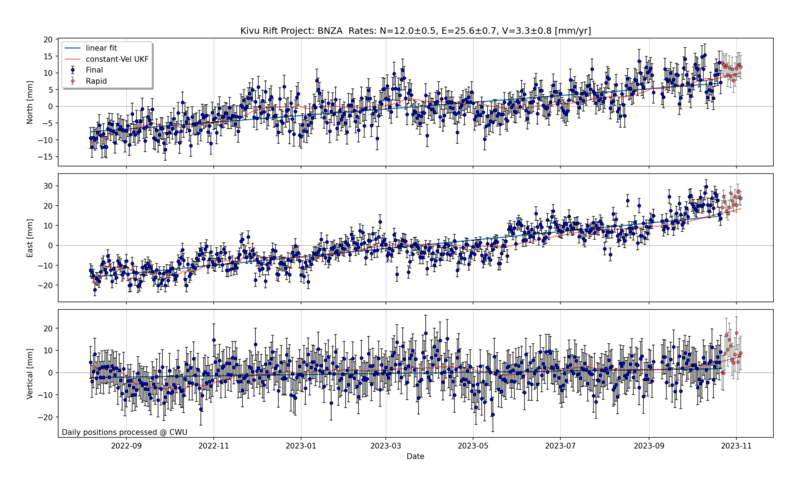 Kivu Rift Project: BNZA  Rates: N=12.0±0.5, E=25.6±0.7, V=3.3±0.8 [mm/yr]
linear fit
constant-Vel UKF
Final
Rapid
North [mm]
20
15
10
5
0
−5
−10
−15
East [mm]
30
20
10
0
−10
−20
Vertical [mm]
20
10
0
−10
−20
Daily positions processed @ CWU
2022-09 2022-11 2023-01 2023-03 2023-05 2023-07 2023-09 2023-11
Date